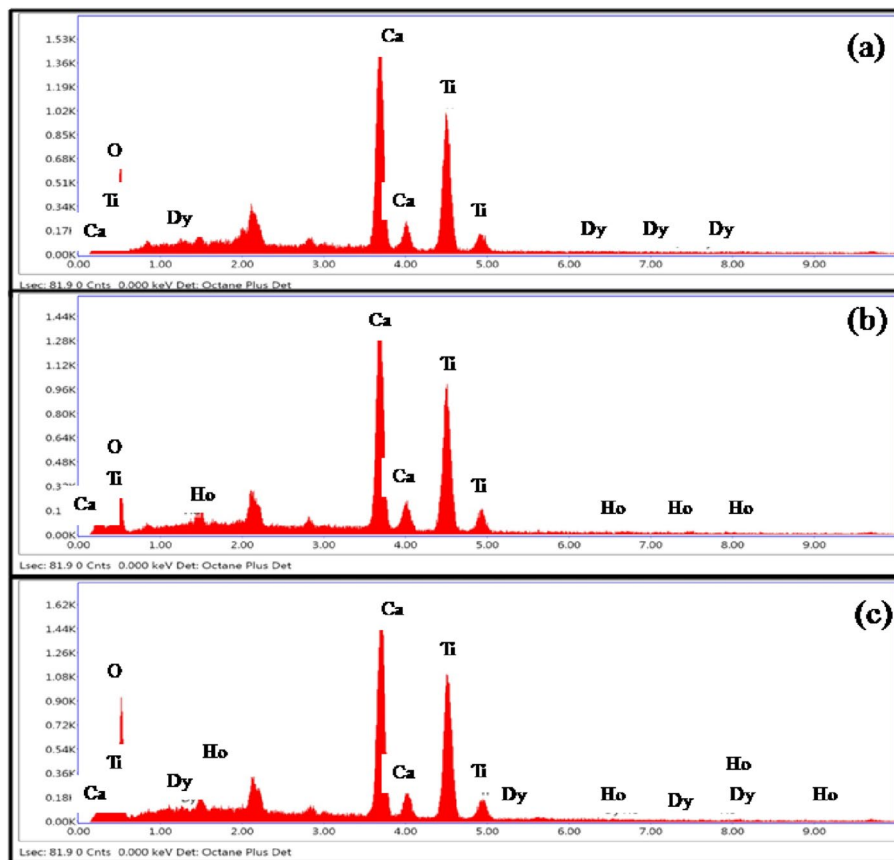 Ca
(a)
1.53K
1.36K
Ti
1.19K
1.02K
0.85K
O
0.68K
0.51K
Ti
0.34K
Dy
Ca
Ti
Dy Dy Dy
Ca
0.17K
0.00K
0.00 1.00 2.00 3.00 4.00 5.00 6.00 7.00 8.00 9.00
Lsec: 81.9 0 Cnts 0.000 keV Det: Octane Plus Det
Ca
(b)
1.44K
1.28K
Ti
1.12K
0.96K
0.80K
0.64K
O
0.48K
Ca
Ti
Ti
Ho
Ca
Ho Ho Ho
0.00K
0.00 1.00 2.00 3.00 4.00 5.00 6.00 7.00 8.00 9.00
Lsec: 81.9 0 Cnts 0.000 keV Det: Octane Plus Det
Ca
(c)
1.62K
1.44K
Ti
1.26K
O
1.08K
0.90K
0.72K
0.54K
Ti
Ho
Ho
0.36K
Dy
Ca
Ti
0.18K
Ca
Dy Ho Dy Dy Ho
0.00K
0.00 1.00 2.00 3.00 4.00 5.00 6.00 7.00 8.00 9.00
Lsec: 81.9 0 Cnts 0.000 keV Det: Octane Plus Det